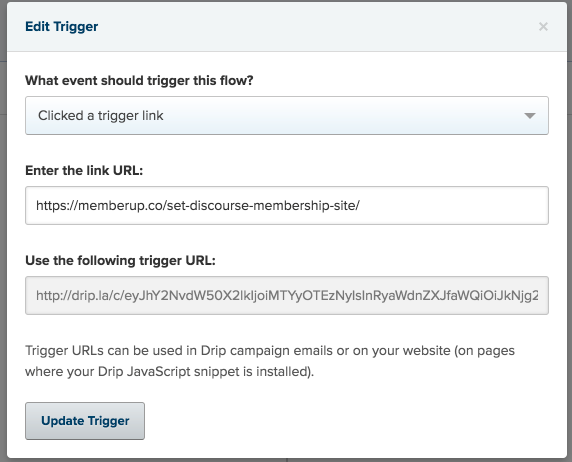 Edit Trigger ×
What event should trigger this flow?
Clicked a trigger link
Enter the link URL:
https://memberup.co/set-discourse-membership-site/
Use the following trigger URL:
http://drip.la/c/eyJhY2NvdW50X2lkIjoiMTYyOTEzNyIsInRyaWdnZXJfaWQiOiJkNjg2
Trigger URLs can be used in Drip campaign emails or on your website (on pages
where your Drip JavaScript snippet is installed).
Update Trigger